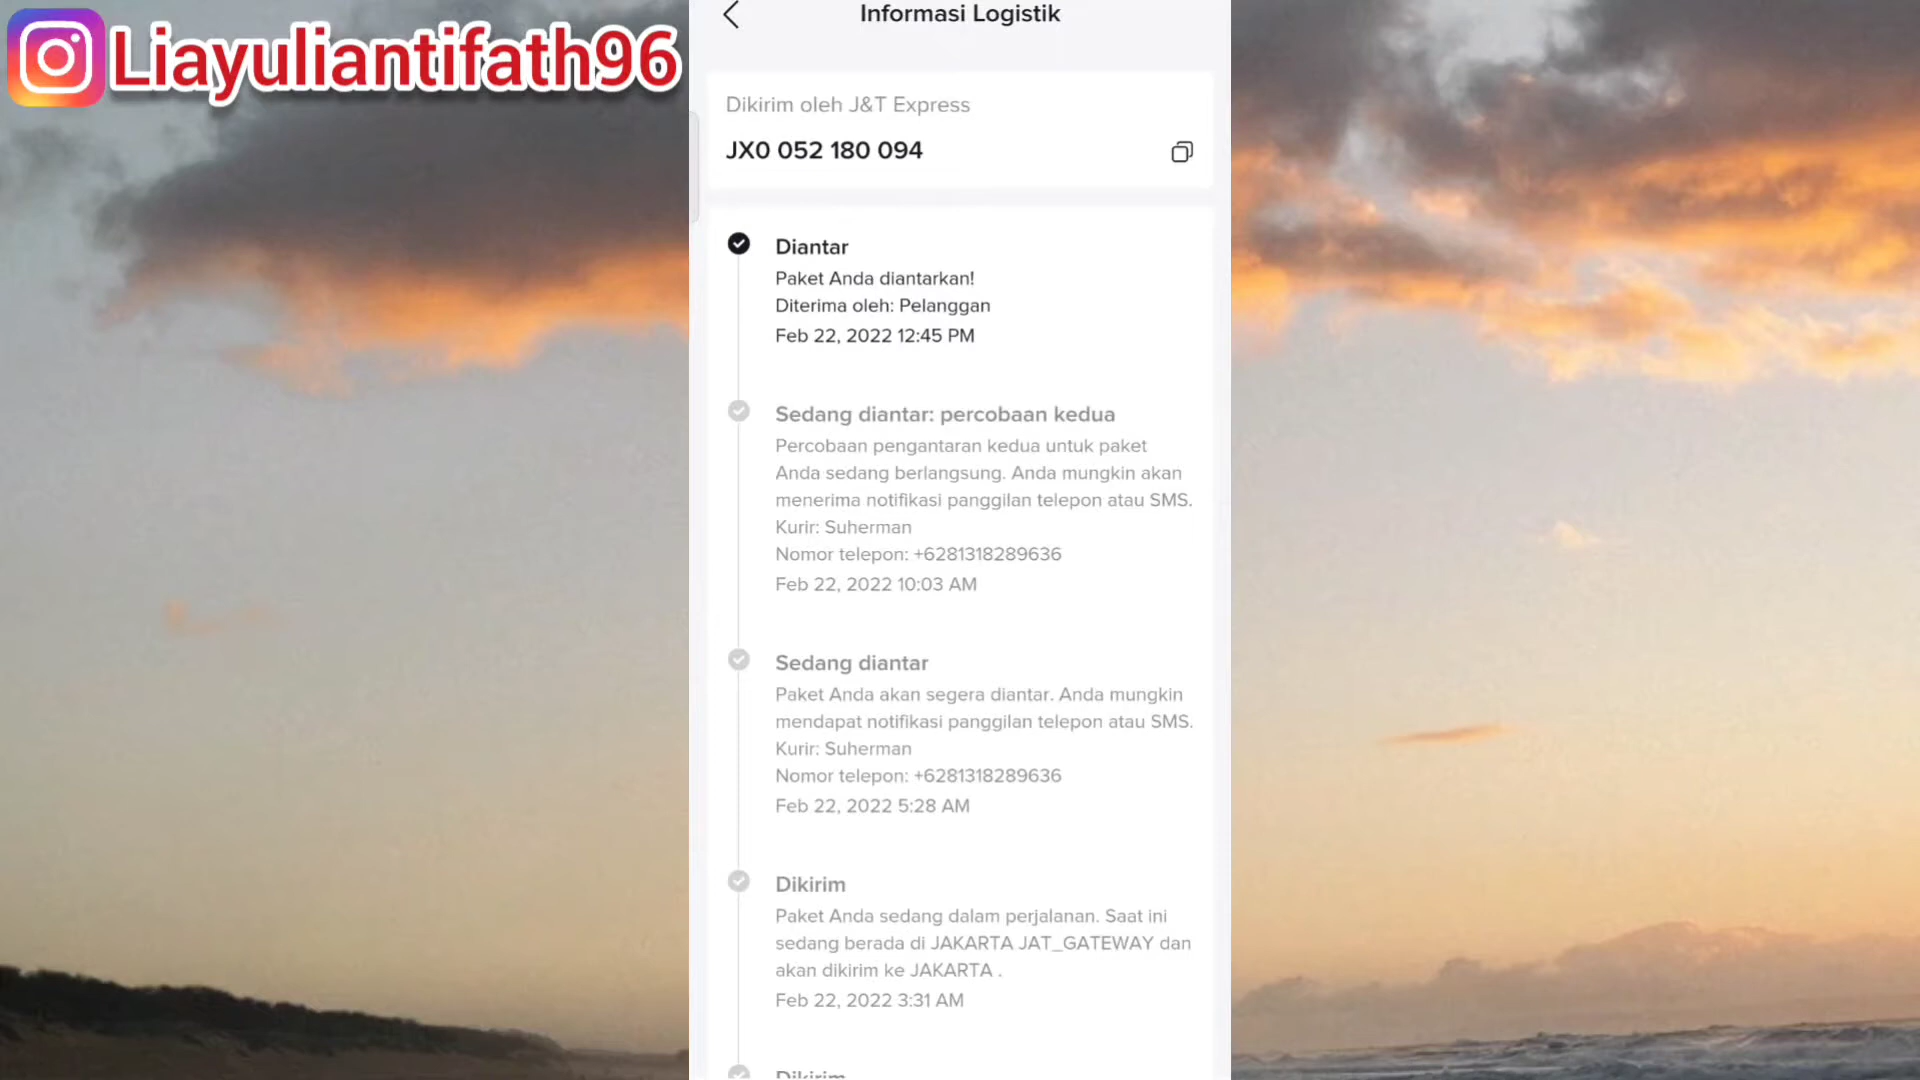 Liayuliantifath96
Informasi Logistik
Dikirim oleh J&T Express
JX0 052 180 094
Diantar
Paket Anda diantarkan!
Diterima oleh: Pelanggan
Feb 22, 2022 12:45 PM
Sedang diantar: percobaan kedua
Percobaan pengantaran kedua untuk paket
Anda sedang berlangsung. Anda mungkin akan
menerima notifikasi panggilan telepon atau SMS.
Kurir: Suherman
Nomor telepon: +6281318289636
Feb 22, 2022 10:03 AM
Sedang diantar
Paket Anda akan segera diantar. Anda mungkin
mendapat notifikasi panggilan telepon atau SMS.
Kurir: Suherman
Nomor telepon: +6281318289636
Feb 22, 2022 5:28 AM
Dikirim
Paket Anda sedang dalam perjalanan. Saat ini
sedang berada di JAKARTA JAT_GATEWAY dan
akan dikirim ke JAKARTA .
Feb 22, 2022 3:31 AM
Dikirim